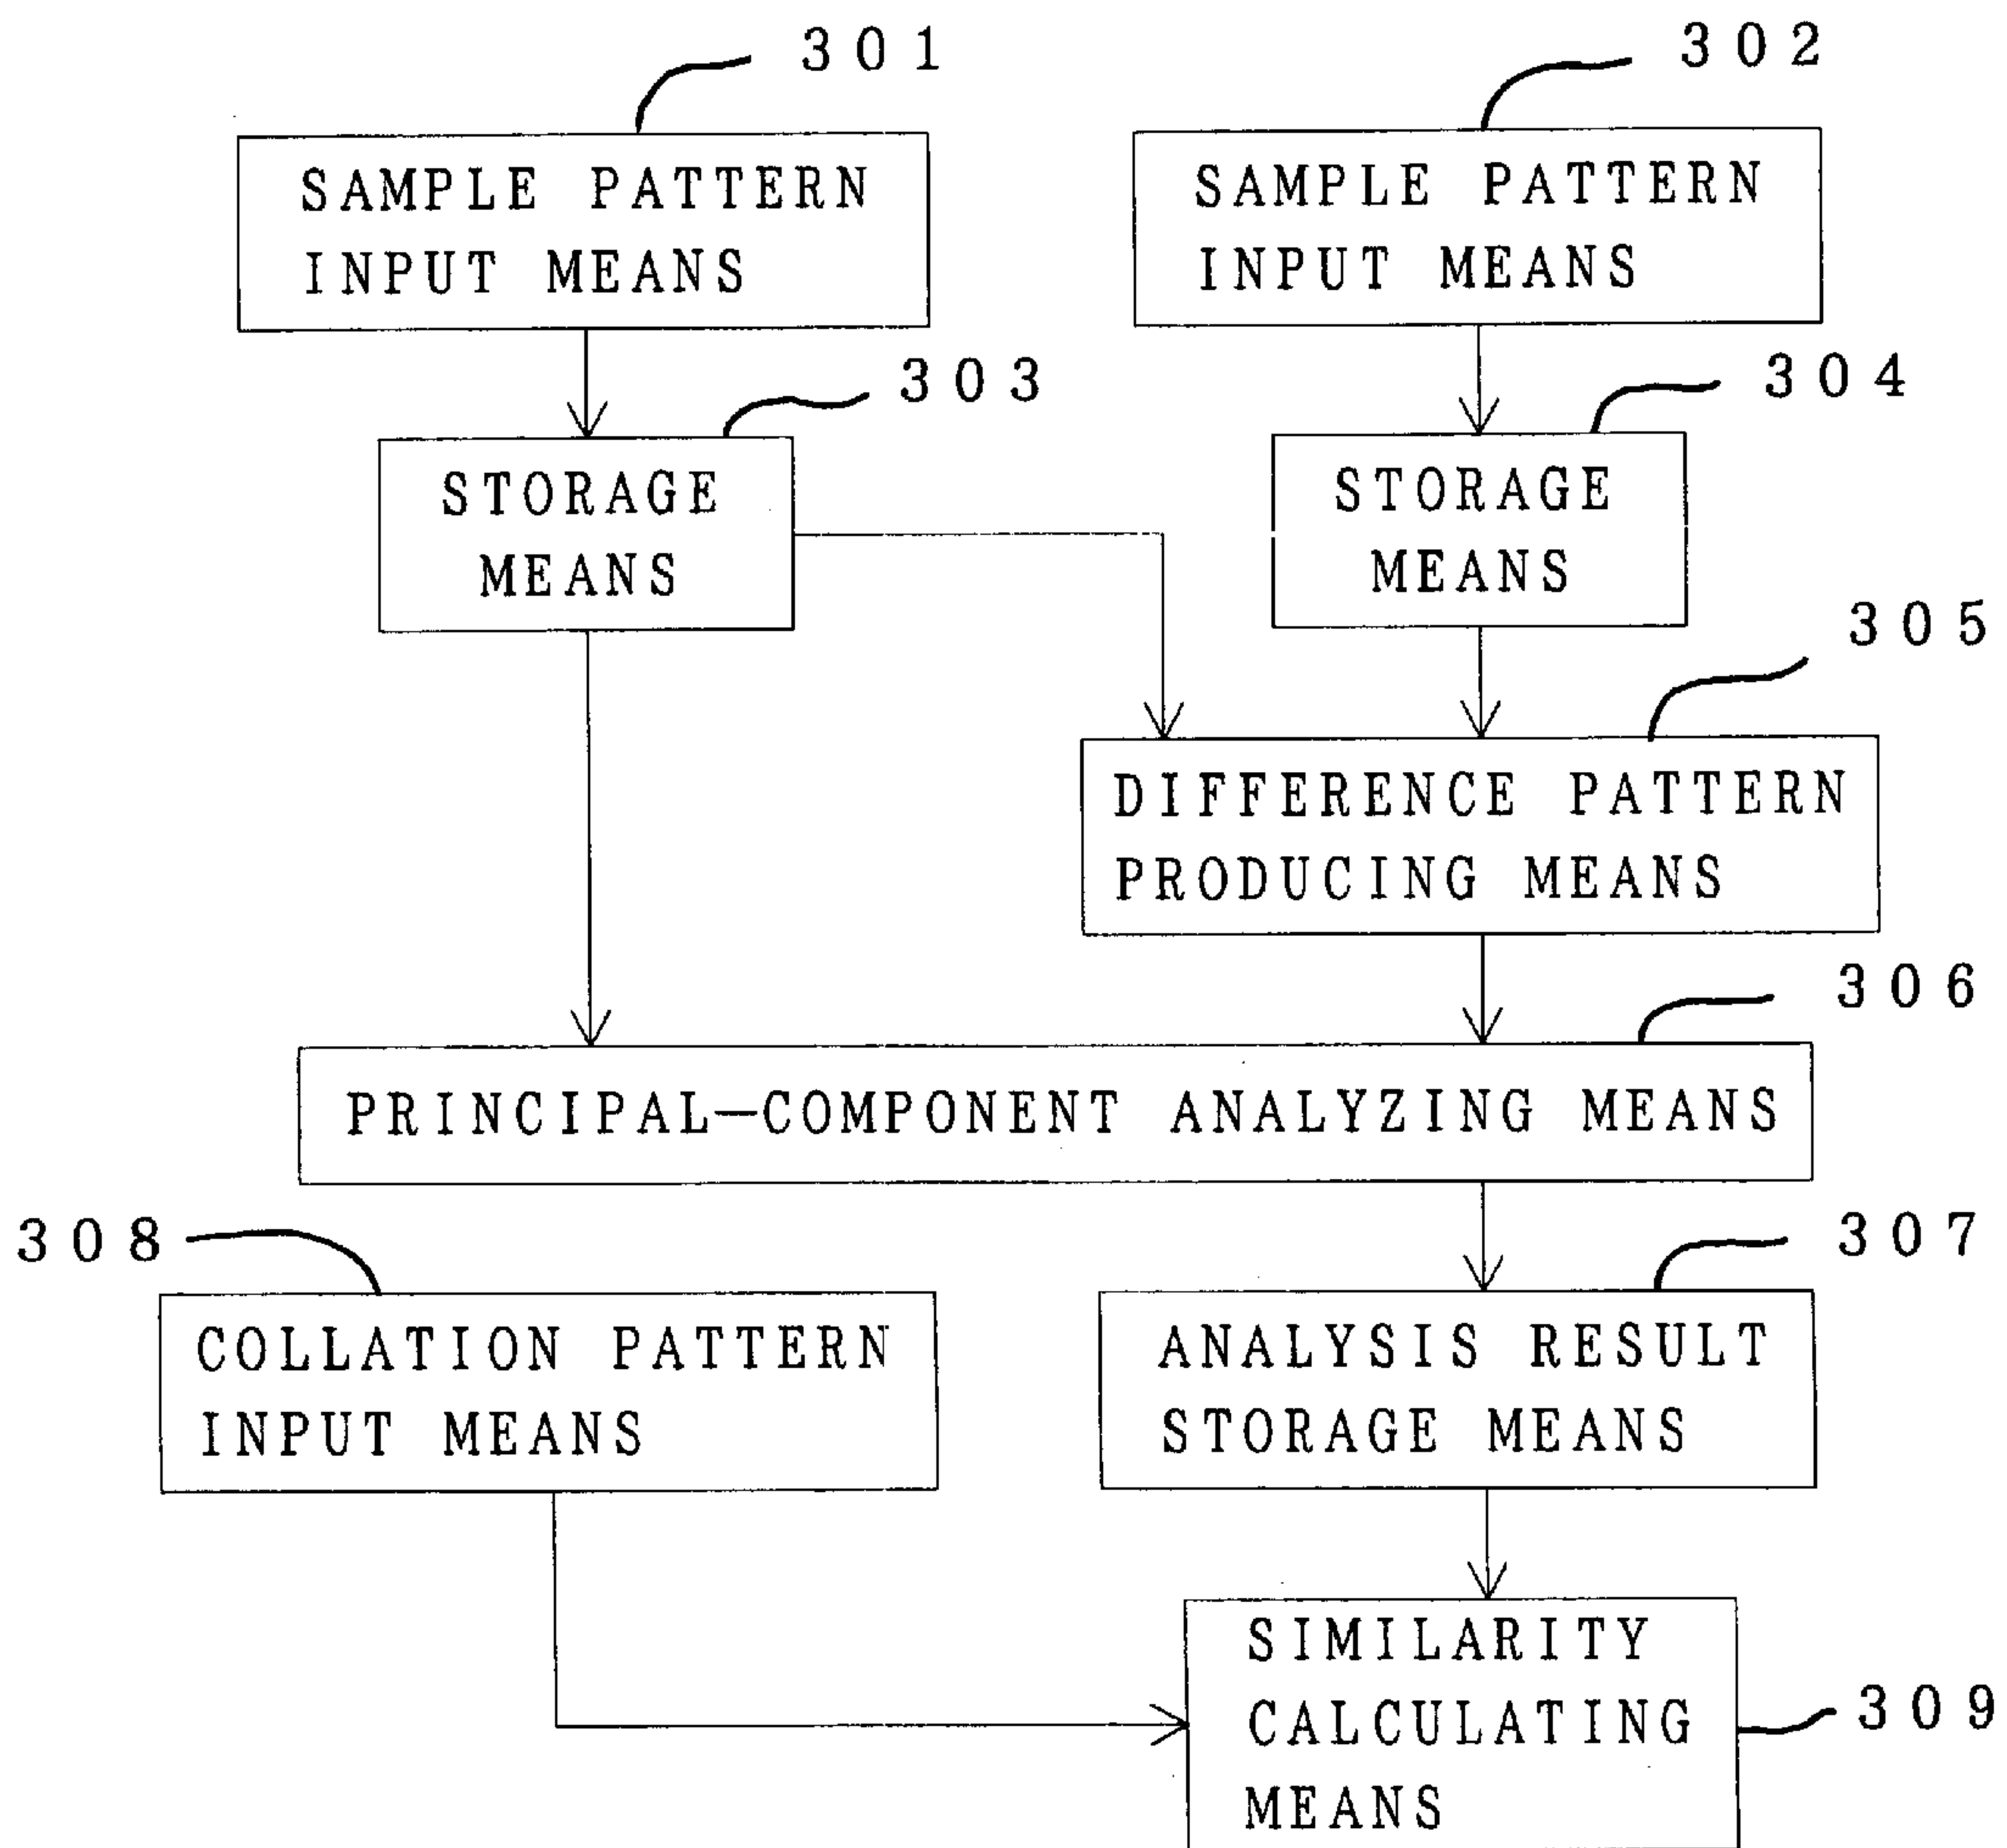 301
302
SAMPLE PATTERN
INPUT MEANS
SAMPLE PATTERN
INPUT MEANS
303
304
STORAGE
MEANS
STORAGE
MEANS
305
DIFFERENCE PATTERN
PRODUCING MEANS
306
PRINCIPAL—COMPONENT ANALYZING MEANS
308
307
COLLATION PATTERN
INPUT MEANS
ANALYSIS RESULT
STORAGE MEANS
SIMILARITY
CALCULATING
MEANS
309